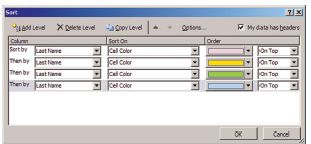 Sort
Add Level Delete Level Copy Level Options... My data has headers
Column Sort On Order
Sort by Last Name Cell Color On Top
Then by Last Name Cell Color On Top
Then by Last Name Cell Color On Top
Then by Last Name Cell Color On Top
OK Cancel